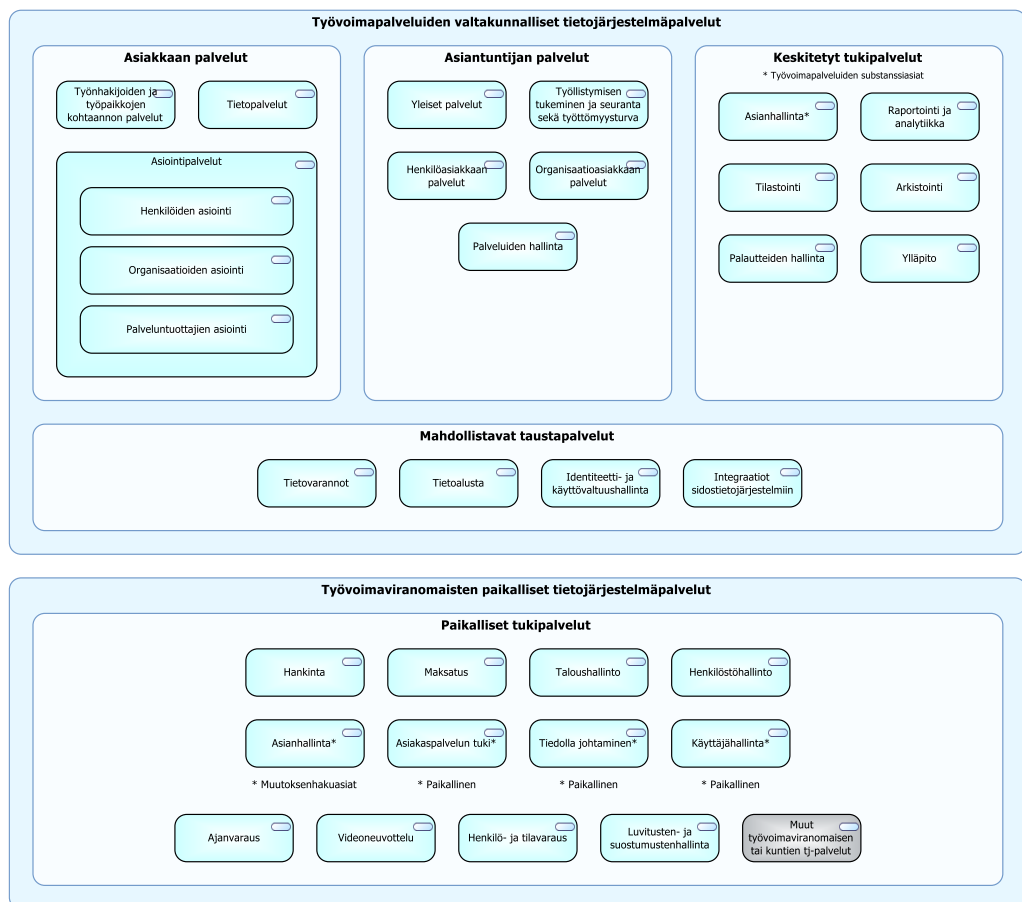 Työvoimapalveluiden valtakunnalliset tietojärjestelmäpalvelut
Asiakkaan palvelut
Työnhakijoiden ja
työpaikkojen
kohtaannon palvelut
Tietopalvelut
Asiointipalvelut
Henkilöiden asiointi
Organisaatioiden asiointi
Palveluntuottajien asiointi
Asiantuntijan palvelut
Yleiset palvelut
Työllistymisen
tukeminen ja seuranta
sekä työttömyysturva
Henkilöasiakkaan
palvelut
Organisaatioasiakkaan
palvelut
Palveluiden hallinta
Keskitetyt tukipalvelut
* Työvoimapalveluiden substanssiasiat
Asianhallinta*
Raportointi ja
analytiikka
Tilastointi
Arkistointi
Palautteiden hallinta
Ylläpito
Mahdollistavat taustapalvelut
Tietovarannot
Tietoalusta
Identiteetti- ja
käyttövaltuushallinta
Integraatiot
sidostietojärjestelmiin
Työvoimaviranomaisten paikalliset tietojärjestelmäpalvelut
Paikalliset tukipalvelut
Hankinta
Maksatus
Taloushallinto
Henkilöstöhallinto
Asianhallinta*
Asiakaspalvelun tuki*
Tiedolla johtaminen*
Käyttäjähallinta*
* Muutoksenhakuasiat
* Paikallinen
* Paikallinen
* Paikallinen
Ajanvaraus
Videoneuvottelu
Henkilö- ja tilavaraus
Luvitusten- ja
suostumustenhallinta
Muut
työvoimaviranomaisen
tai kuntien tj-palvelut